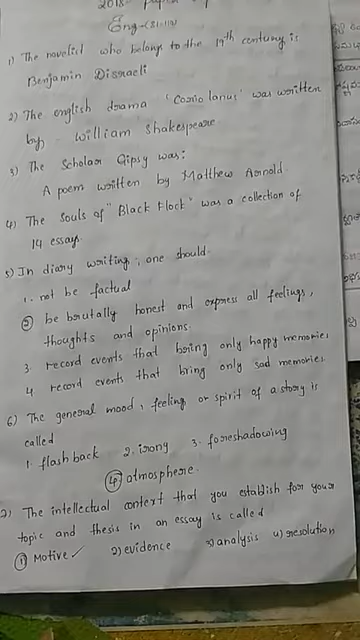 2018
Eng-(81-119)
1) The novelist who belongs to the 19th century is
Benjamin Disraeli
2) The english drama 'Coriolanus' was written
by - William Shakespeare
3) The Scholar Gipsy was:
A poem written by Matthew Arnold.
4) The Souls of "Black Flock" was a collection of
14 essays
5) In diary writing, one should.
1. not be factual
2 be brutally honest and express all feelings,
thoughts and opinions.
3. record events that bring only happy memories
4. record events that bring only sad memories
6) The general mood, feeling or spirit of a story is
called
1. flash back 2. irony 3. foreshadowing
4. atmosphere.
7) The intellectual context that you establish for your
topic and thesis in an essay is called
1) Motive ✓ 2) evidence 3) analysis 4) resolution